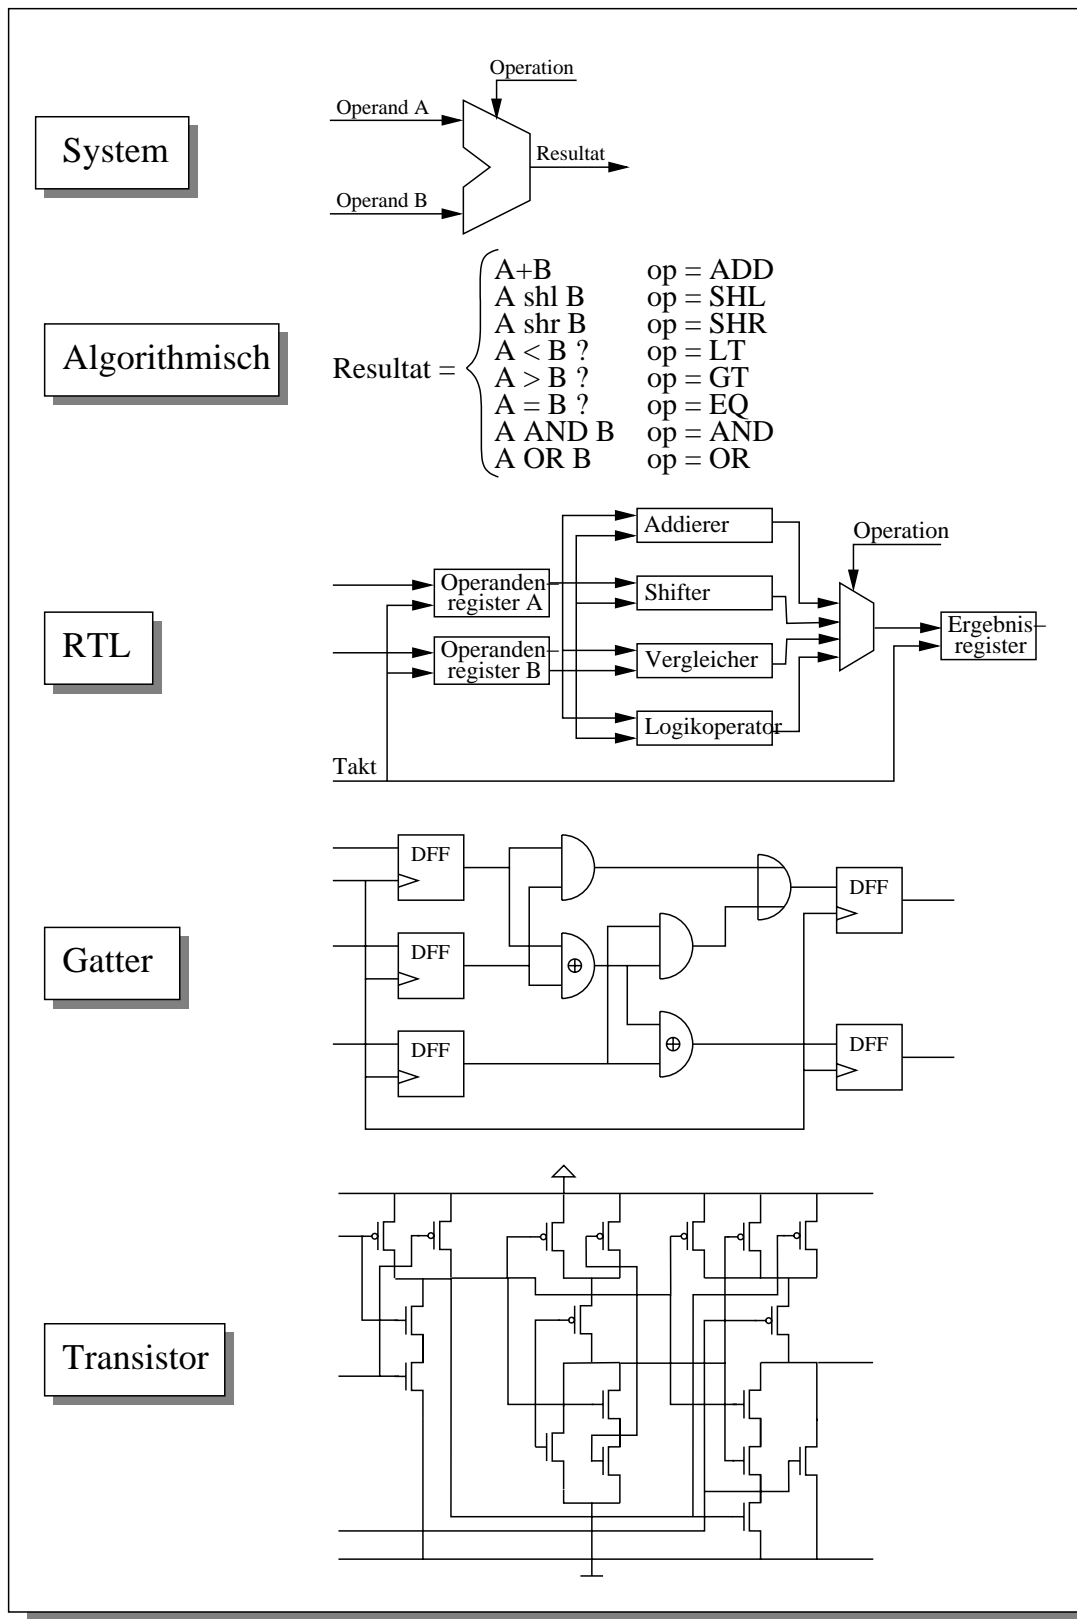 System
Operation
Operand A
Resultat
Operand B
Algorithmisch
Resultat =
A+B op = ADD
A shl B op = SHL
A shr B op = SHR
A < B ? op = LT
A > B ? op = GT
A = B ? op = EQ
A AND B op = AND
A OR B op = OR
RTL
Operanden–
register A
Operanden–
register B
Takt
Addierer
Shifter
Vergleicher
Logikoperator
Operation
Ergebnis–
register
Gatter
DFF
DFF
DFF
DFF
DFF
Transistor